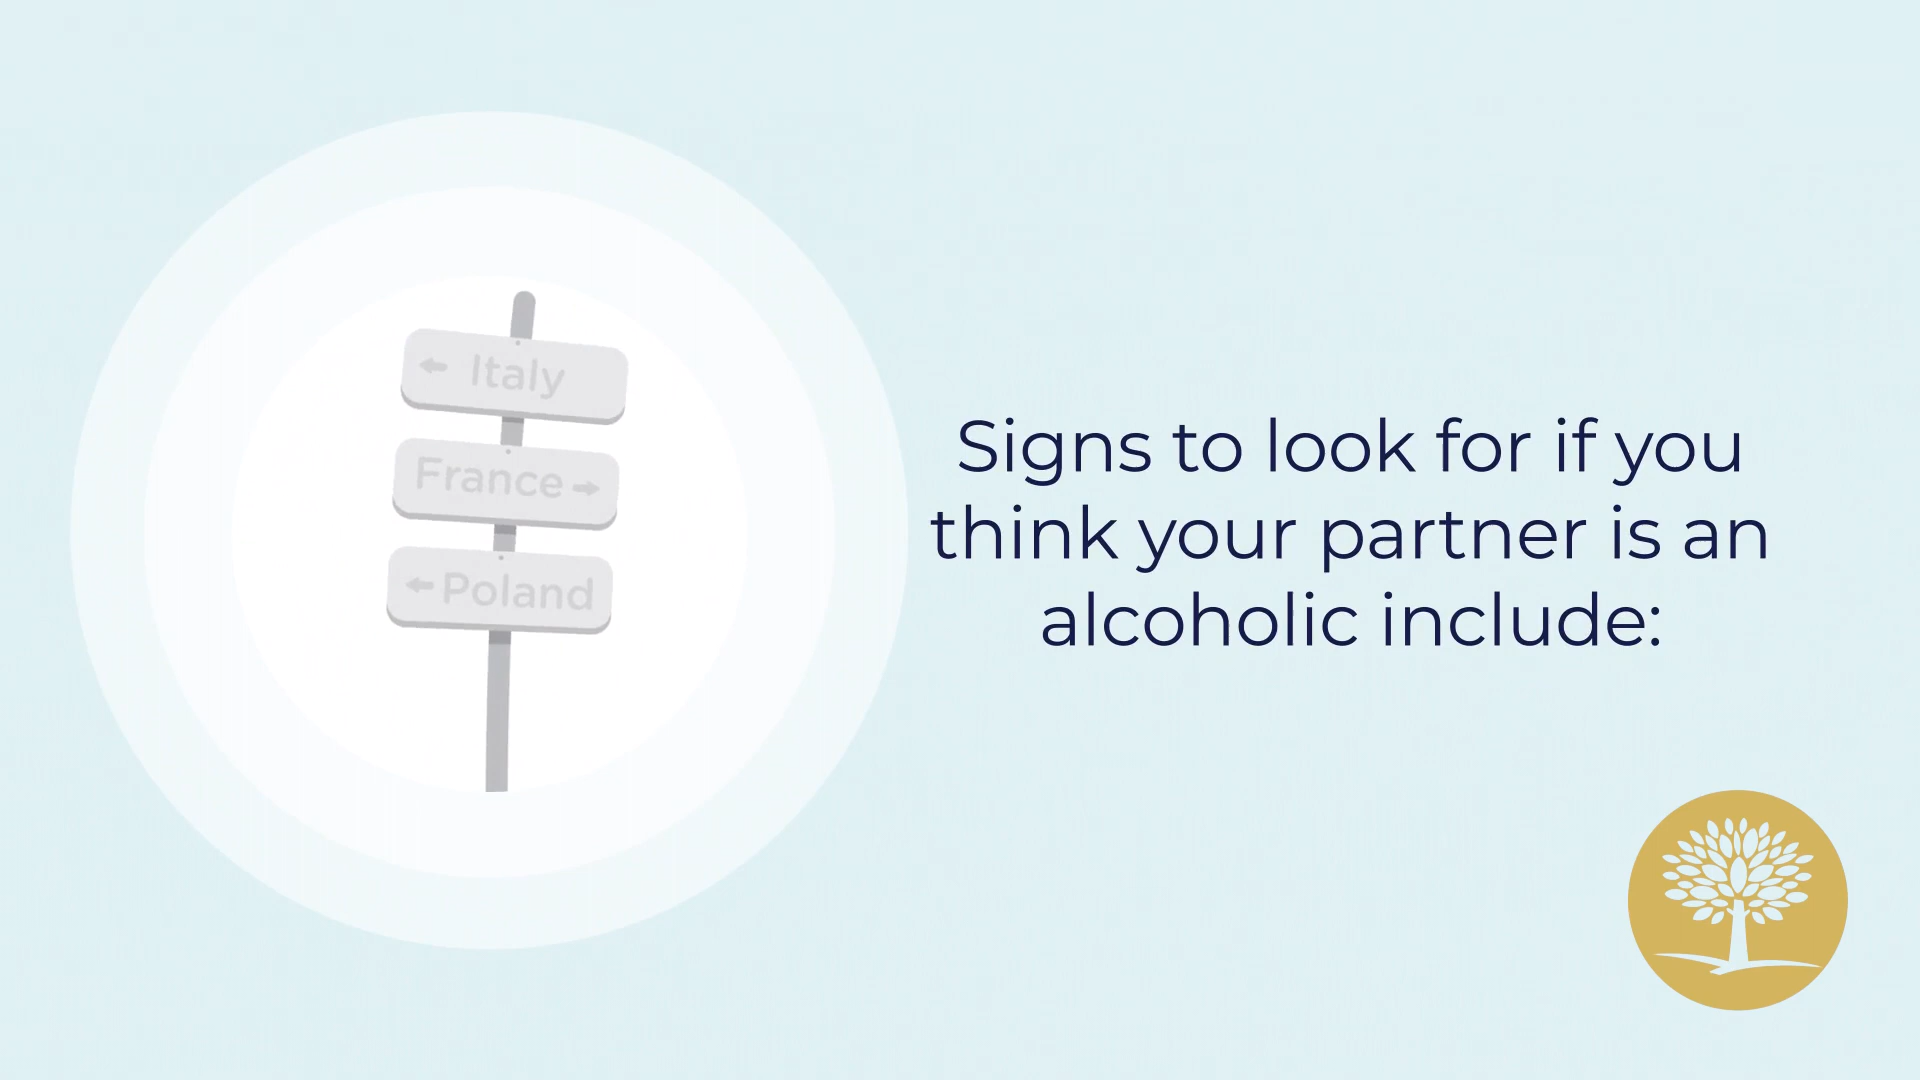 Italy
France
Poland
Signs to look for if you
think your partner is an
alcoholic include: